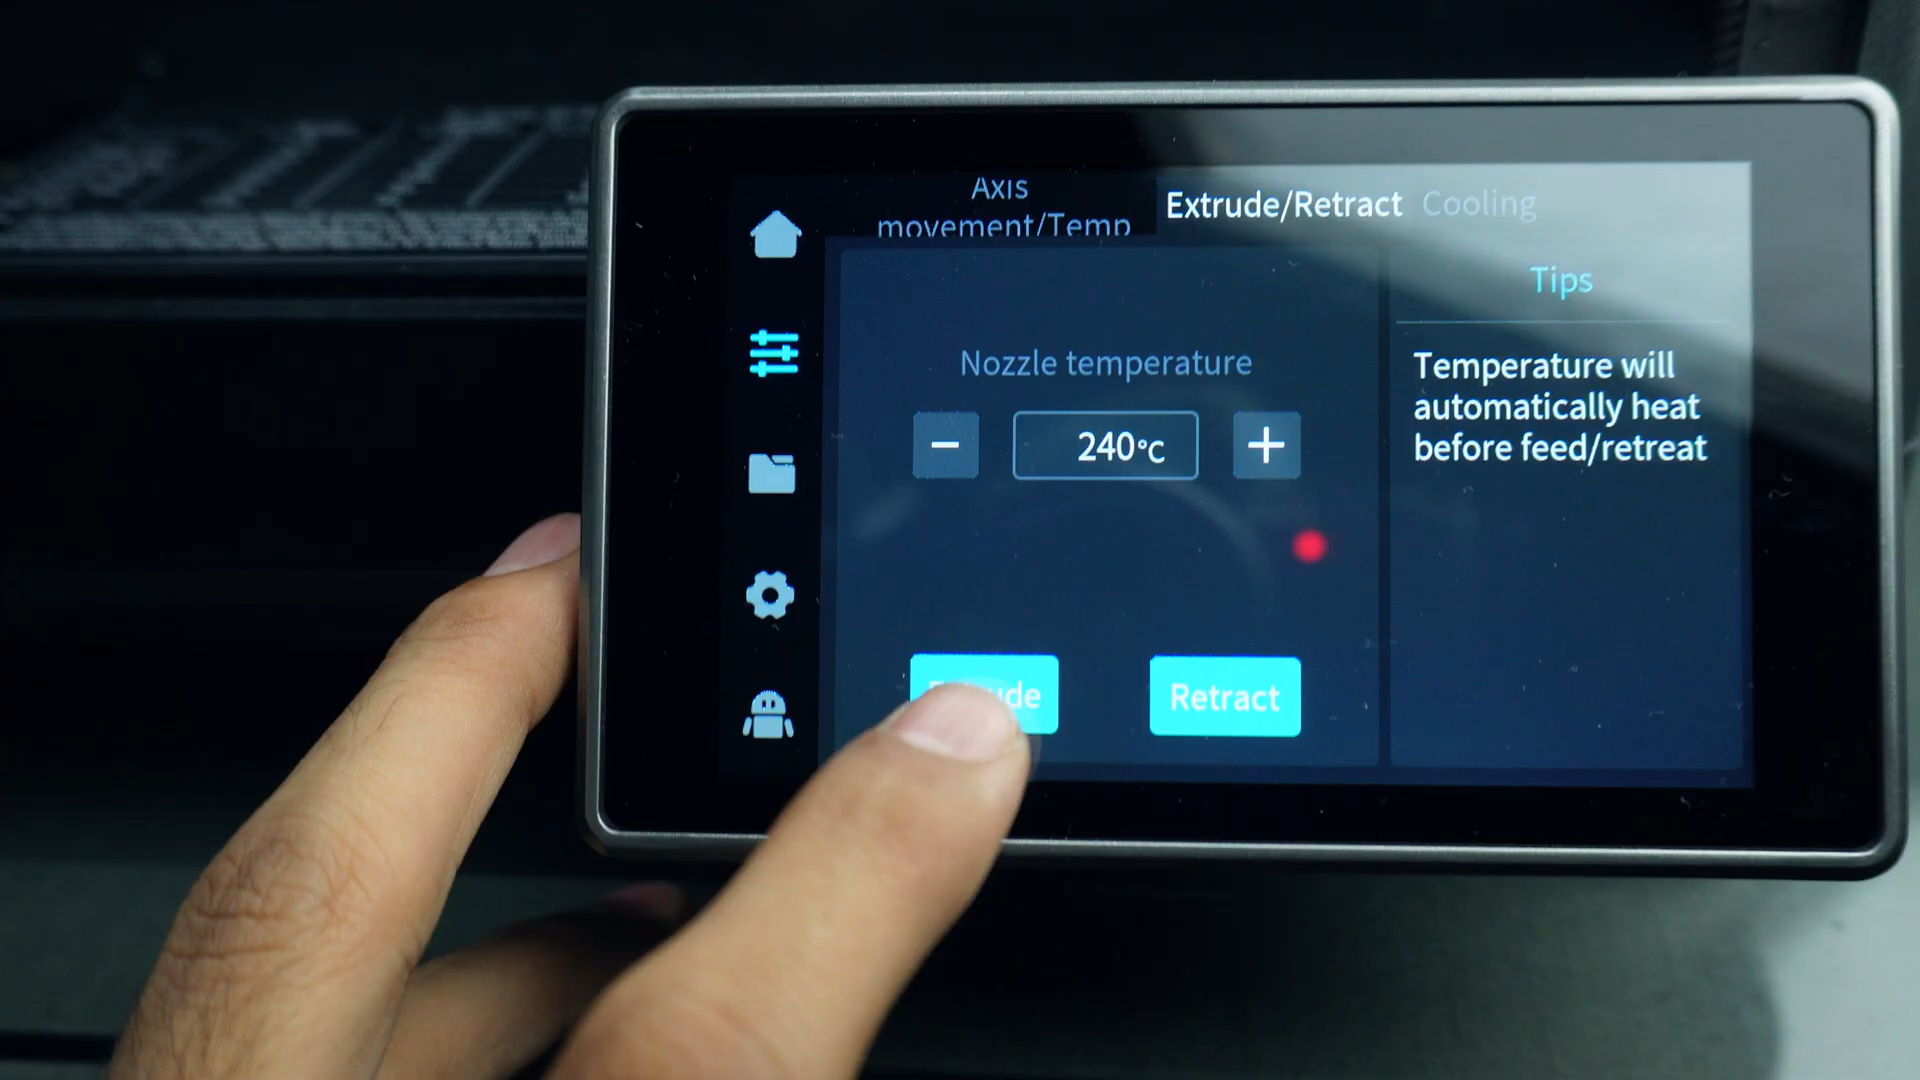 Axis
movement/Temp
Extrude/Retract
Cooling
Nozzle temperature
240°C
Retract
Tips
Temperature will
automatically heat
before feed/retreat